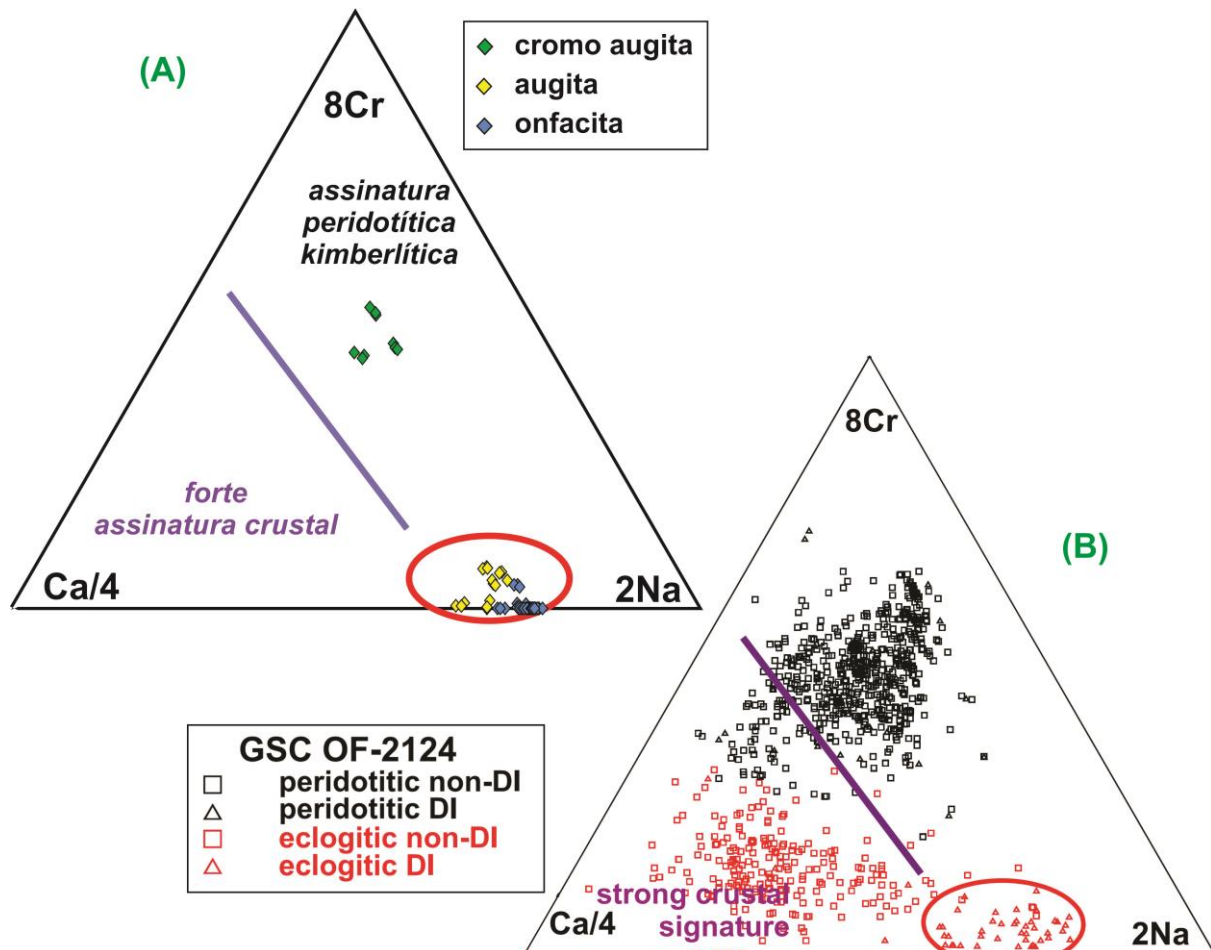 (A)
cromo augita
augita
onfacita
8Cr
assinatura
peridotítica
kimberlítica
forte
assinatura crustal
Ca/4
2Na
(B)
8Cr
GSC OF-2124
peridotitic non-DI
peridotitic DI
eclogitic non-DI
eclogitic DI
strong crustal
signature
Ca/4
2Na